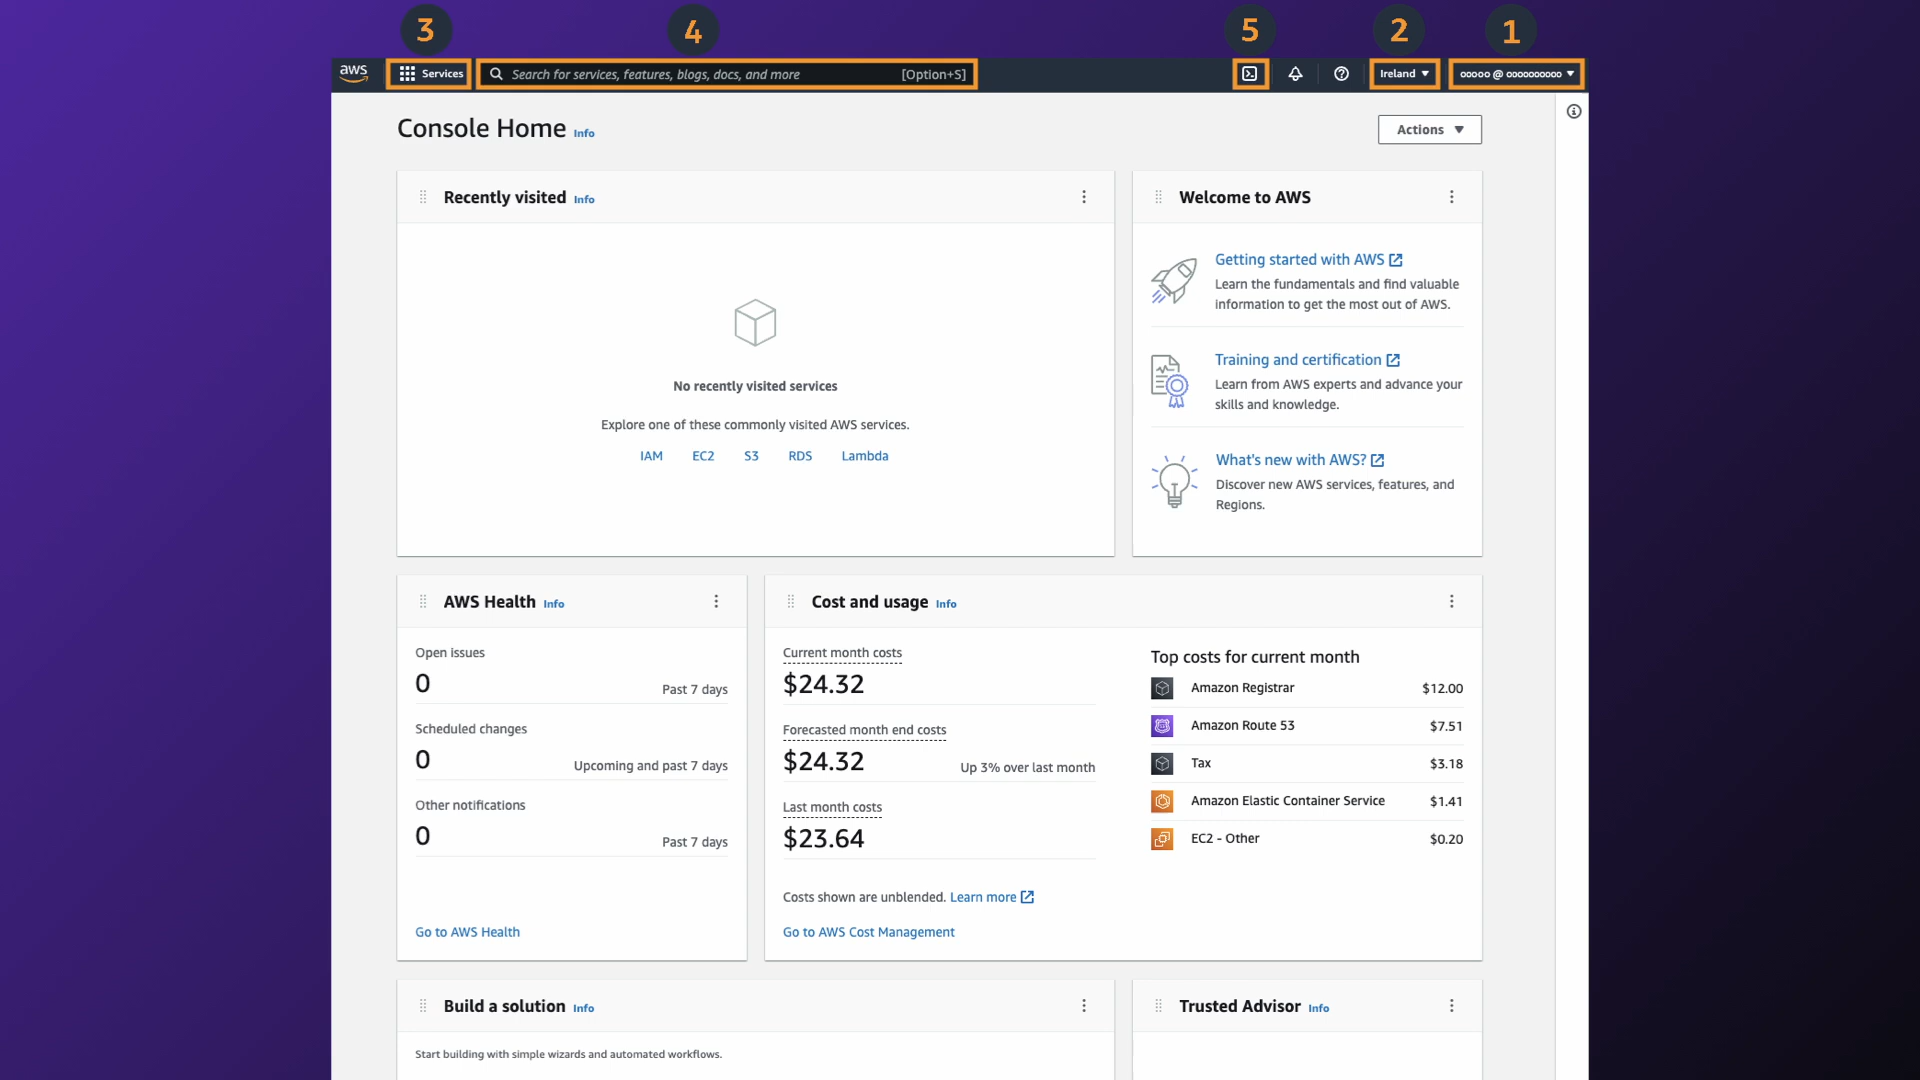 3
4
5
2
1
aws
Services
Search for services, features, blogs, docs, and more
[Option+S]
Ireland
ooooo @ oooooooooo
Console Home Info
Actions
Recently visited Info
No recently visited services
Explore one of these commonly visited AWS services.
IAM EC2 S3 RDS Lambda
Welcome to AWS
Getting started with AWS
Learn the fundamentals and find valuable
information to get the most out of AWS.
Training and certification
Learn from AWS experts and advance your
skills and knowledge.
What's new with AWS?
Discover new AWS services, features, and
Regions.
AWS Health Info
Open issues
0 Past 7 days
Scheduled changes
0 Upcoming and past 7 days
Other notifications
0 Past 7 days
Go to AWS Health
Cost and usage Info
Current month costs
$24.32
Forecasted month end costs
$24.32 Up 3% over last month
Last month costs
$23.64
Costs shown are unblended. Learn more
Go to AWS Cost Management
Top costs for current month
Amazon Registrar $12.00
Amazon Route 53 $7.51
Tax $3.18
Amazon Elastic Container Service $1.41
EC2 - Other $0.20
Build a solution Info
Start building with simple wizards and automated workflows.
Trusted Advisor Info